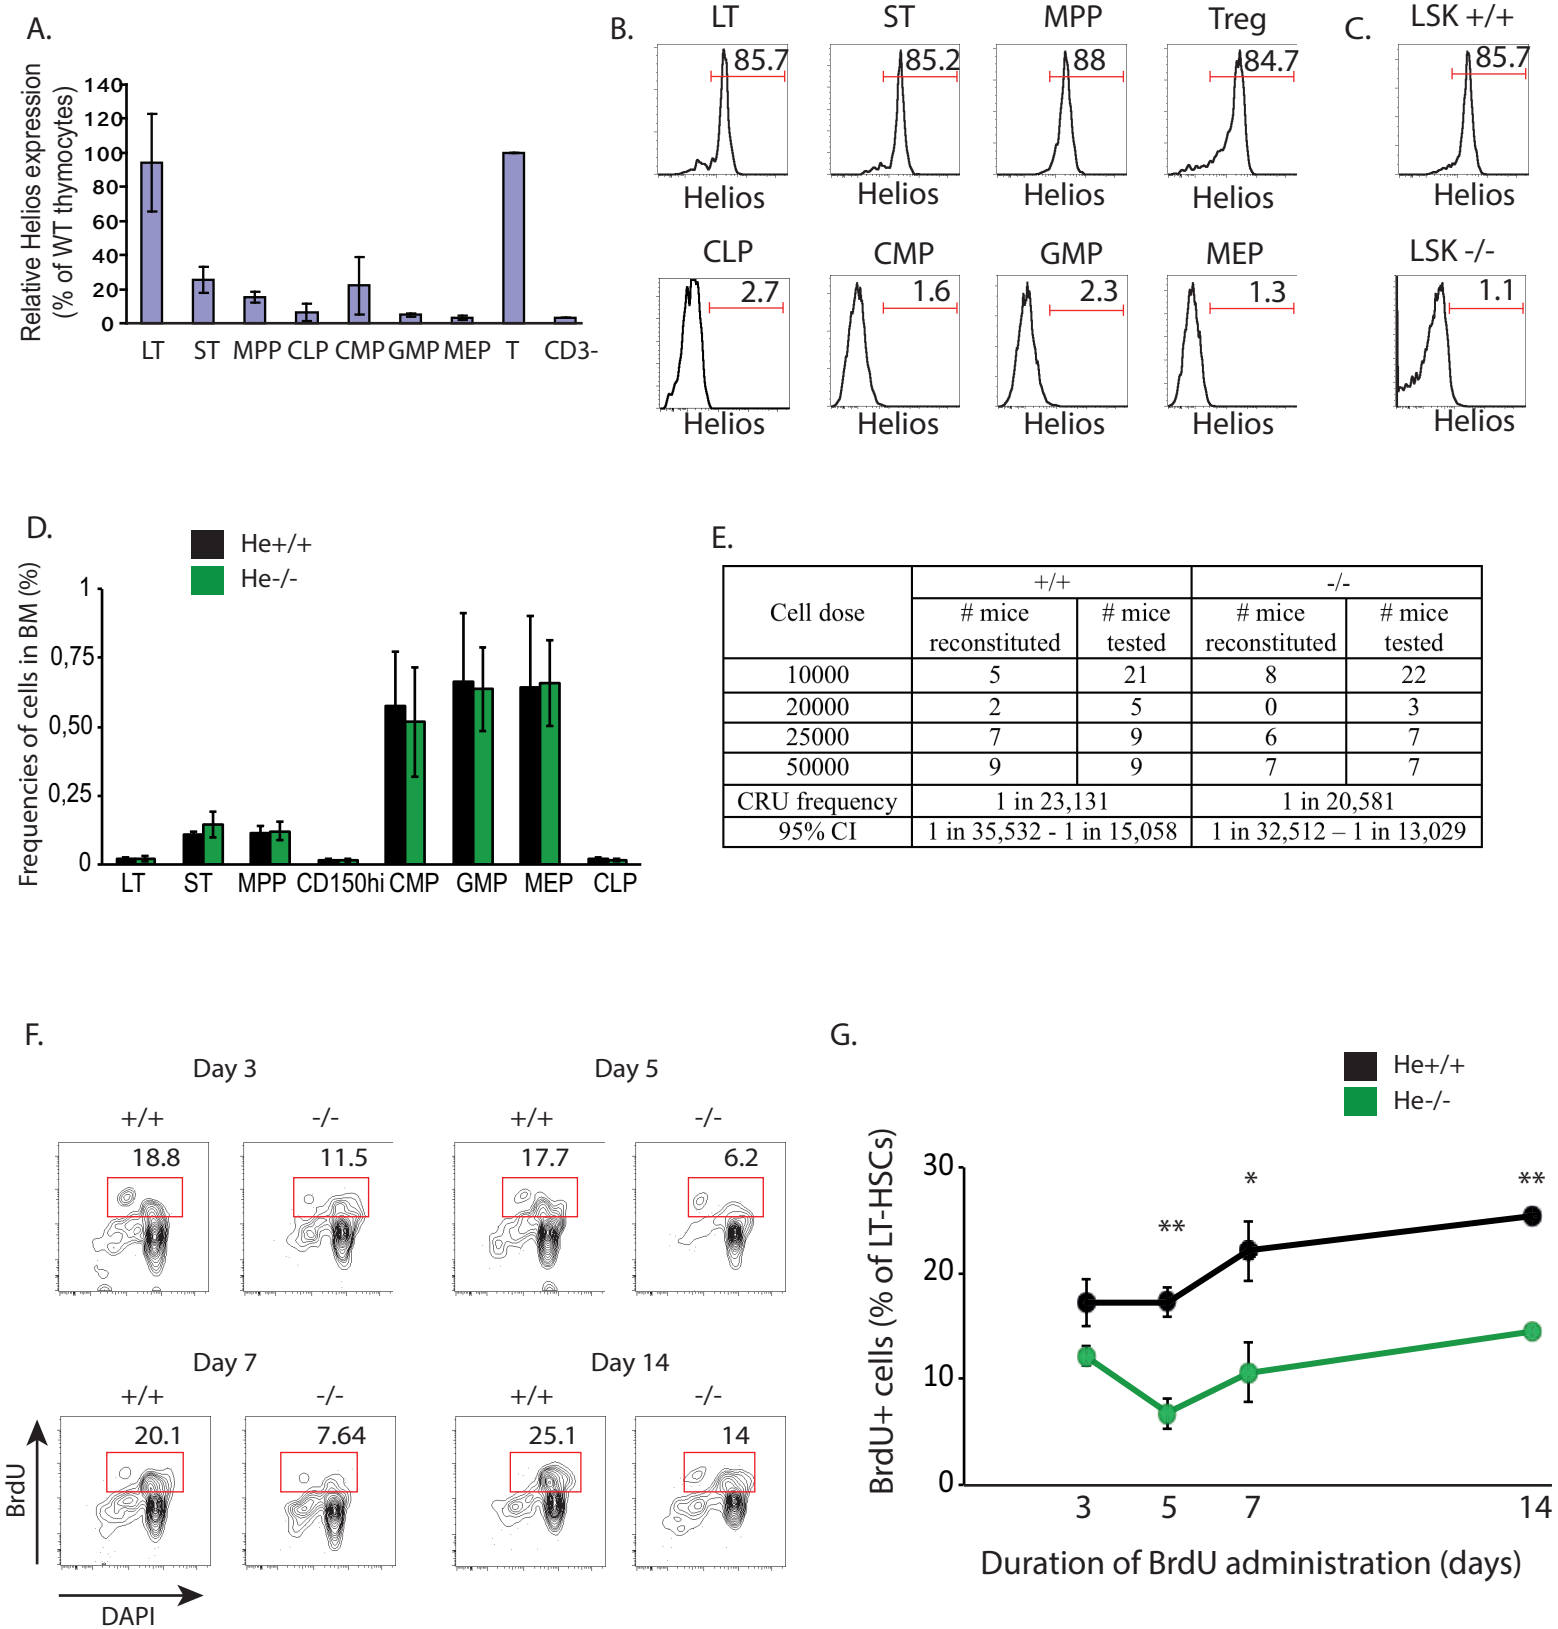 A.
Relative Helios expression
(% of WT thymocytes)
140
120
100
80
60
40
20
0
LT ST MPP CLP CMP GMP MEP T CD3-
B.
LT ST MPP Treg
85.7 85.2 88 84.7
Helios Helios Helios Helios
CLP CMP GMP MEP
2.7 1.6 2.3 1.3
Helios Helios Helios Helios
C.
LSK +/+
85.7
Helios
LSK -/-
1.1
Helios
D.
He+/+
He-/-
Frequencies of cells in BM (%)
1
0,75
0,50
0,25
0
LT ST MPP CD150hi CMP GMP MEP CLP
E.
Cell dose +/+ -/-
# mice reconstituted # mice tested # mice reconstituted # mice tested
10000 5 21 8 22
20000 2 5 0 3
25000 7 9 6 7
50000 9 9 7 7
CRU frequency 1 in 23,131 1 in 20,581
95% CI 1 in 35,532 - 1 in 15,058 1 in 32,512 – 1 in 13,029
F.
Day 3 Day 5
+/+ -/- +/+ -/-
18.8 11.5 17.7 6.2
Day 7 Day 14
+/+ -/- +/+ -/-
20.1 7.64 25.1 14
BrdU
DAPI
G.
He+/+
He-/-
BrdU+ cells (% of LT-HSCs)
30
20
10
0
** * **
3 5 7 14
Duration of BrdU administration (days)